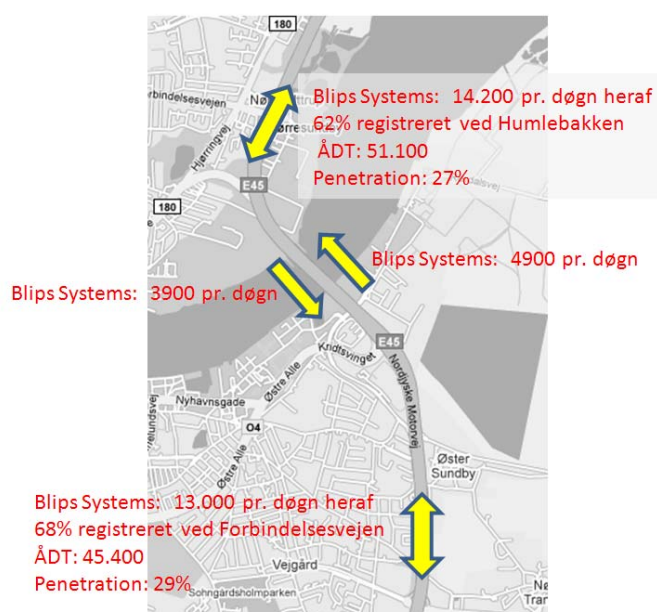 180
Blips Systems: 14.200 pr. døgn heraf
62% registreret ved Humlebakken
ÅDT: 51.100
Penetration: 27%
Hjørringvej
E45
180
Blips Systems: 4900 pr. døgn
Blips Systems: 3900 pr. døgn
E45
Kridtsvinget
Nordjyske Motorvej
Østre Alle
Nyhavnsgade
O4
Østre Alle
Øster
Sundby
Blips Systems: 13.000 pr. døgn heraf
68% registreret ved Forbindelsesvejen
ÅDT: 45.400
Penetration: 29%
Vejgård
Sohngårdsholmparken
Nø
Tran